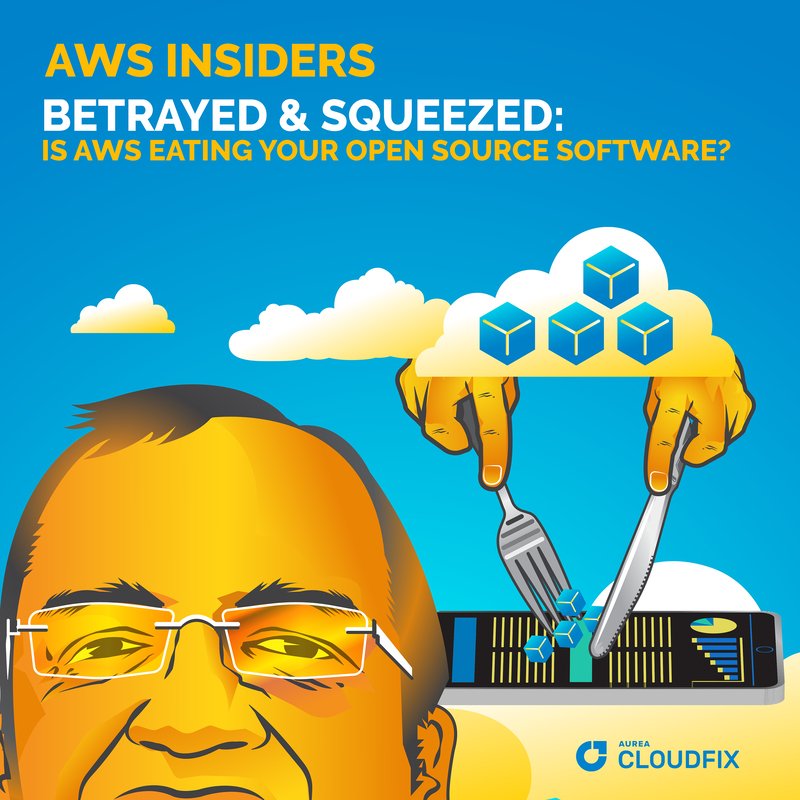 AWS INSIDERS
BETRAYED & SQUEEZED:
IS AWS EATING YOUR OPEN SOURCE SOFTWARE?
AUREA
CLOUDFIX